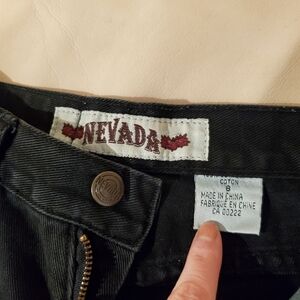 NEVADA
COTON
8
MADE IN CHINA
FABRIQUE EN CHINE
CA 00222